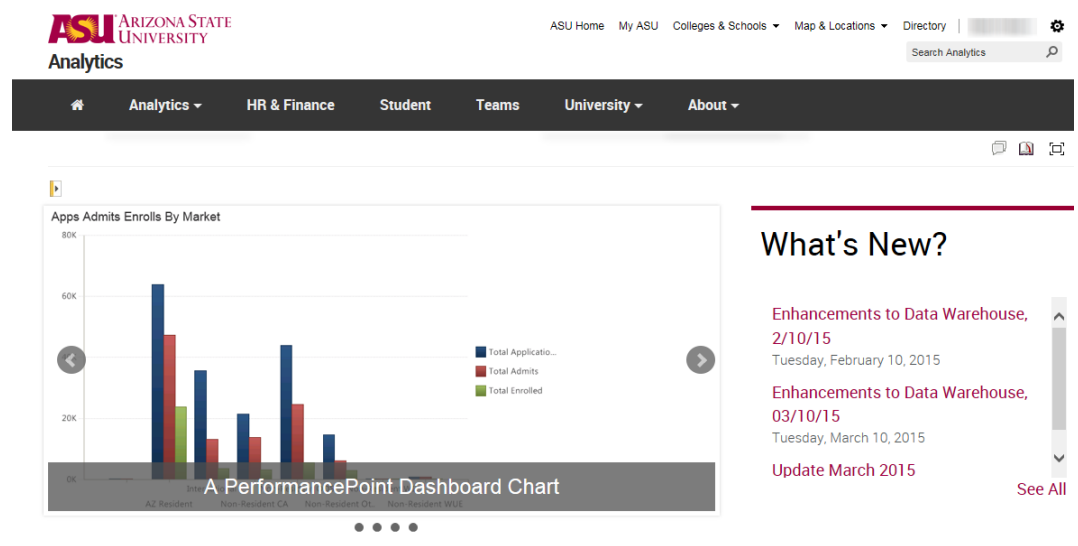 ASU ARIZONA STATE
UNIVERSITY
ASU Home My ASU Colleges & Schools Map & Locations Directory
Analytics
Search Analytics
Analytics HR & Finance Student Teams University About
Apps Admits Enrolls By Market
80K
60K
20K
0K
Total Applicatio...
Total Admits
Total Enrolled
AZ Resident Non-Resident CA Non-Resident Ot. Non-Resident WUE
A PerformancePoint Dashboard Chart
What's New?
Enhancements to Data Warehouse,
2/10/15
Tuesday, February 10, 2015
Enhancements to Data Warehouse,
03/10/15
Tuesday, March 10, 2015
Update March 2015
See All